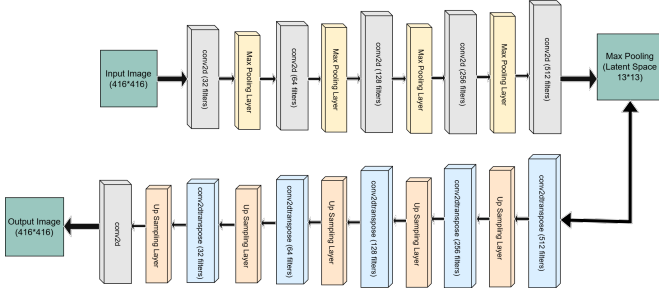 Input Image
(416*416)
conv2d (32 filters)
Max Pooling Layer
conv2d
(64 filters)
Max Pooling Layer
conv2d
(128 filters)
Max Pooling Layer
conv2d
(256 filters)
Max Pooling Layer
conv2d (512 filters)
Max Pooling
(Latent Space
13*13)
Output Image
(416*416)
conv2d
Up Sampling Layer
conv2dtranspose (32
filters)
Up Sampling Layer
conv2dtranspose (64
filters)
Up Sampling Layer
conv2dtranspose
(128 filters)
Up Sampling Layer
conv2dtranspose
(256 filters)
Up Sampling Layer
conv2dtranspose (512
filters)